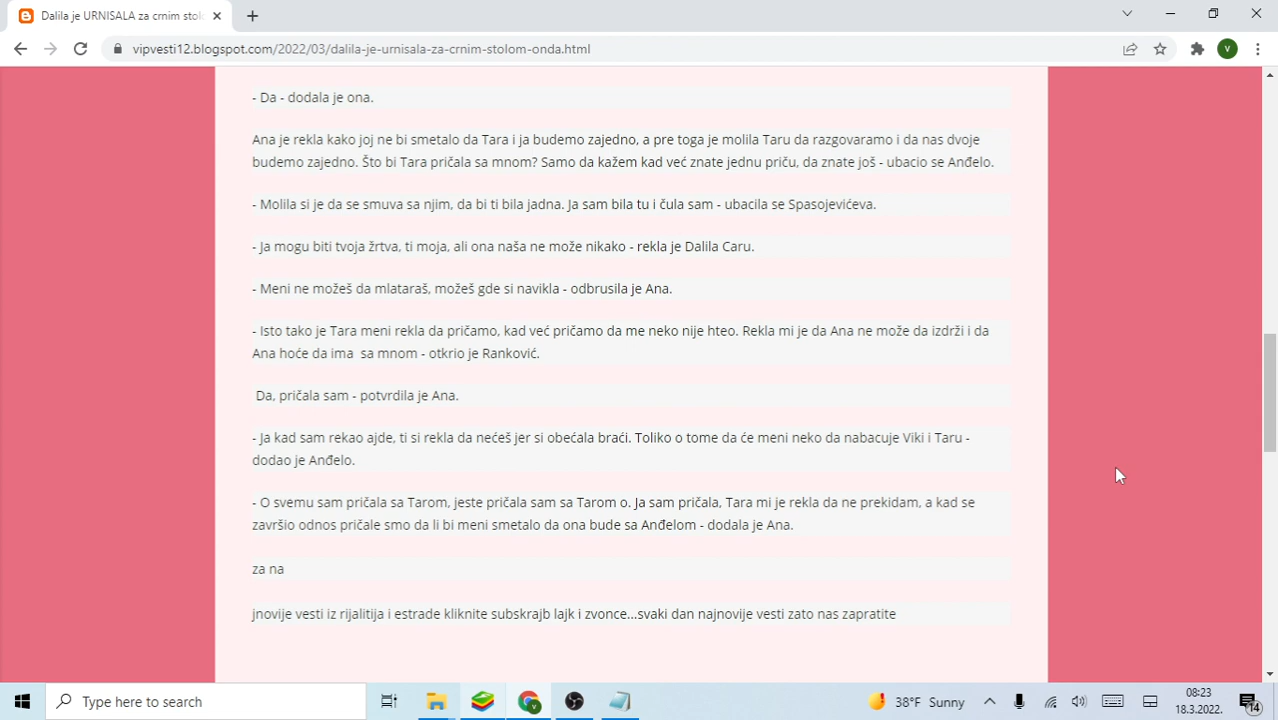 Dalila je URNISALA za crnim stolo
vipvesti12.blogspot.com/2022/03/dalila-je-urnisala-za-crnim-stolom-onda.html
V
- Da - dodala je ona.
Ana je rekla kako joj ne bi smetalo da Tara i ja budemo zajedno, a pre toga je molila Taru da razgovaramo i da nas dvoje
budemo zajedno. Što bi Tara pričala sa mnom? Samo da kažem kad već znate jednu priču, da znate još - ubacio se Anđelo.
- Molila si je da se smuva sa njim, da bi ti bila jadna. Ja sam bila tu i čula sam - ubacila se Spasojevićeva.
- Ja mogu biti tvoja žrtva, ti moja, ali ona naša ne može nikako - rekla je Dalila Caru.
- Meni ne možeš da mlataraš, možeš gde si navikla - odbrusila je Ana.
- Isto tako je Tara meni rekla da pričamo, kad već pričamo da me neko nije hteo. Rekla mi je da Ana ne može da izdrži i da
Ana hoće da ima  sa mnom - otkrio je Ranković.
Da, pričala sam - potvrdila je Ana.
- Ja kad sam rekao ajde, ti si rekla da nećeš jer si obećala braći. Toliko o tome da će meni neko da nabacuje Viki i Taru -
dodao je Anđelo.
- O svemu sam pričala sa Tarom, jeste pričala sam sa Tarom o. Ja sam pričala, Tara mi je rekla da ne prekidam, a kad se
završio odnos pričale smo da li bi meni smetalo da ona bude sa Anđelom - dodala je Ana.
za na
jnovije vesti iz rijalitija i estrade kliknite subskrajb lajk i zvonce...svaki dan najnovije vesti zato nas zapratite
Type here to search
38°F Sunny
08:23
18.3.2022.
14